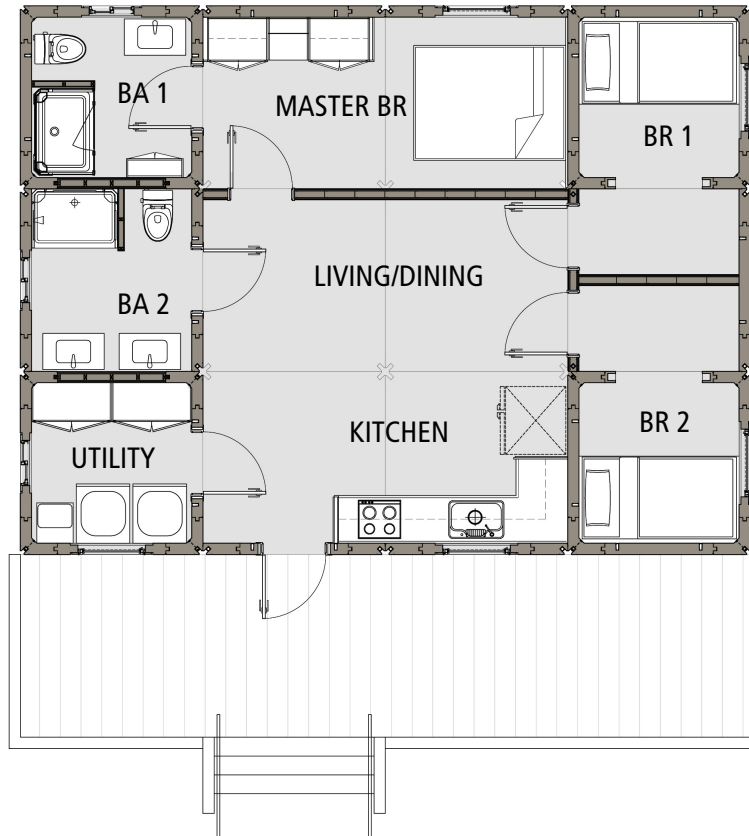 BA 1
MASTER BR
BR 1
LIVING/DINING
BA 2
KITCHEN
BR 2
UTILITY